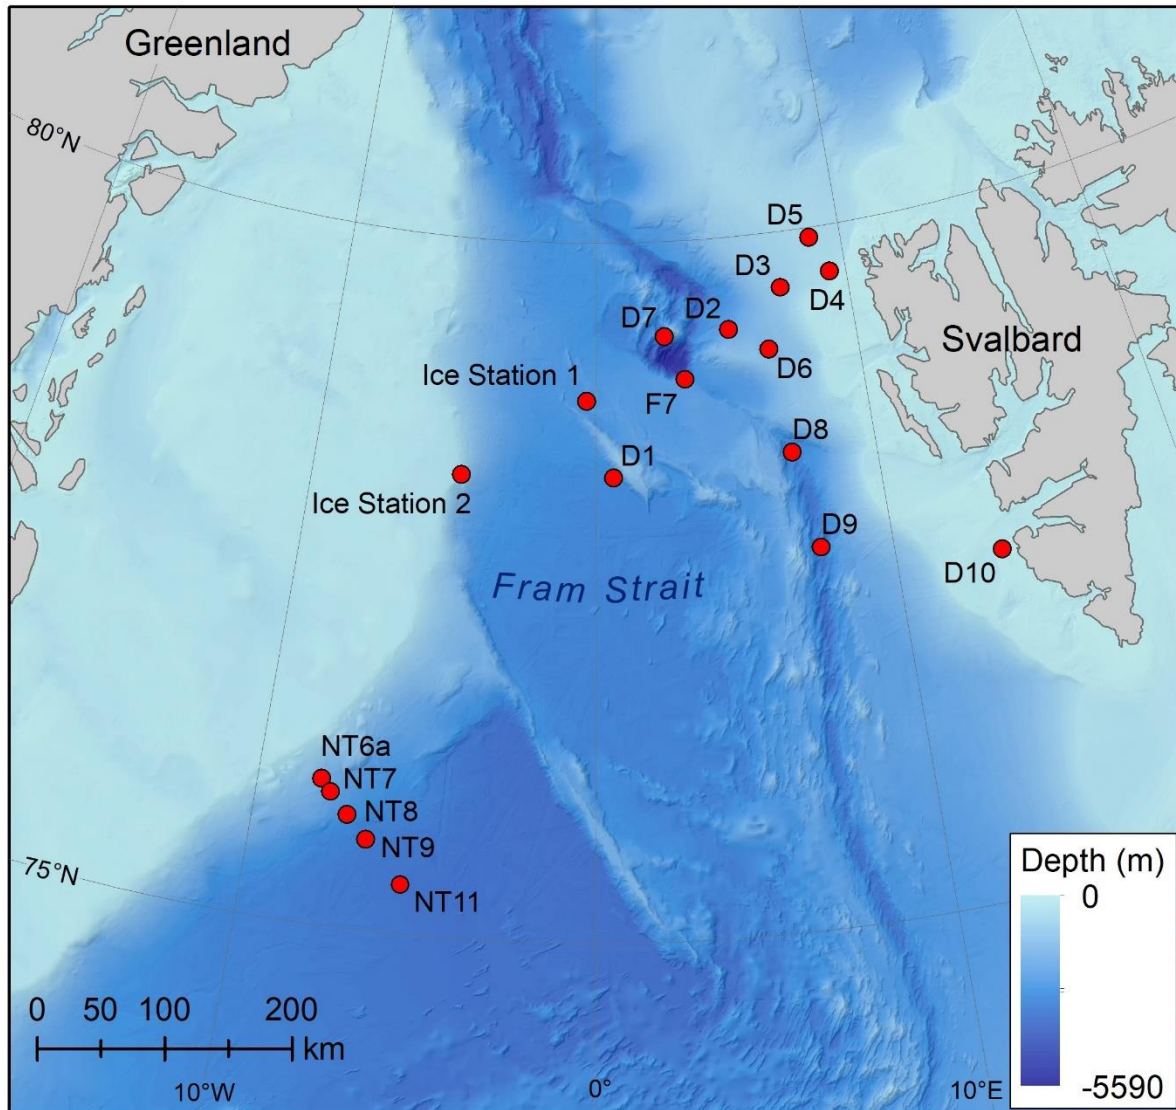 Greenland
80°N
D5
D3
D4
D2
D7
Svalbard
D6
Ice Station 1
F7
D8
D1
Ice Station 2
D9
D10
Fram Strait
NT6a
NT7
NT8
NT9
75°N
NT11
Depth (m)
0
-5590
0 50 100 200
km
10°W
0°
10°E